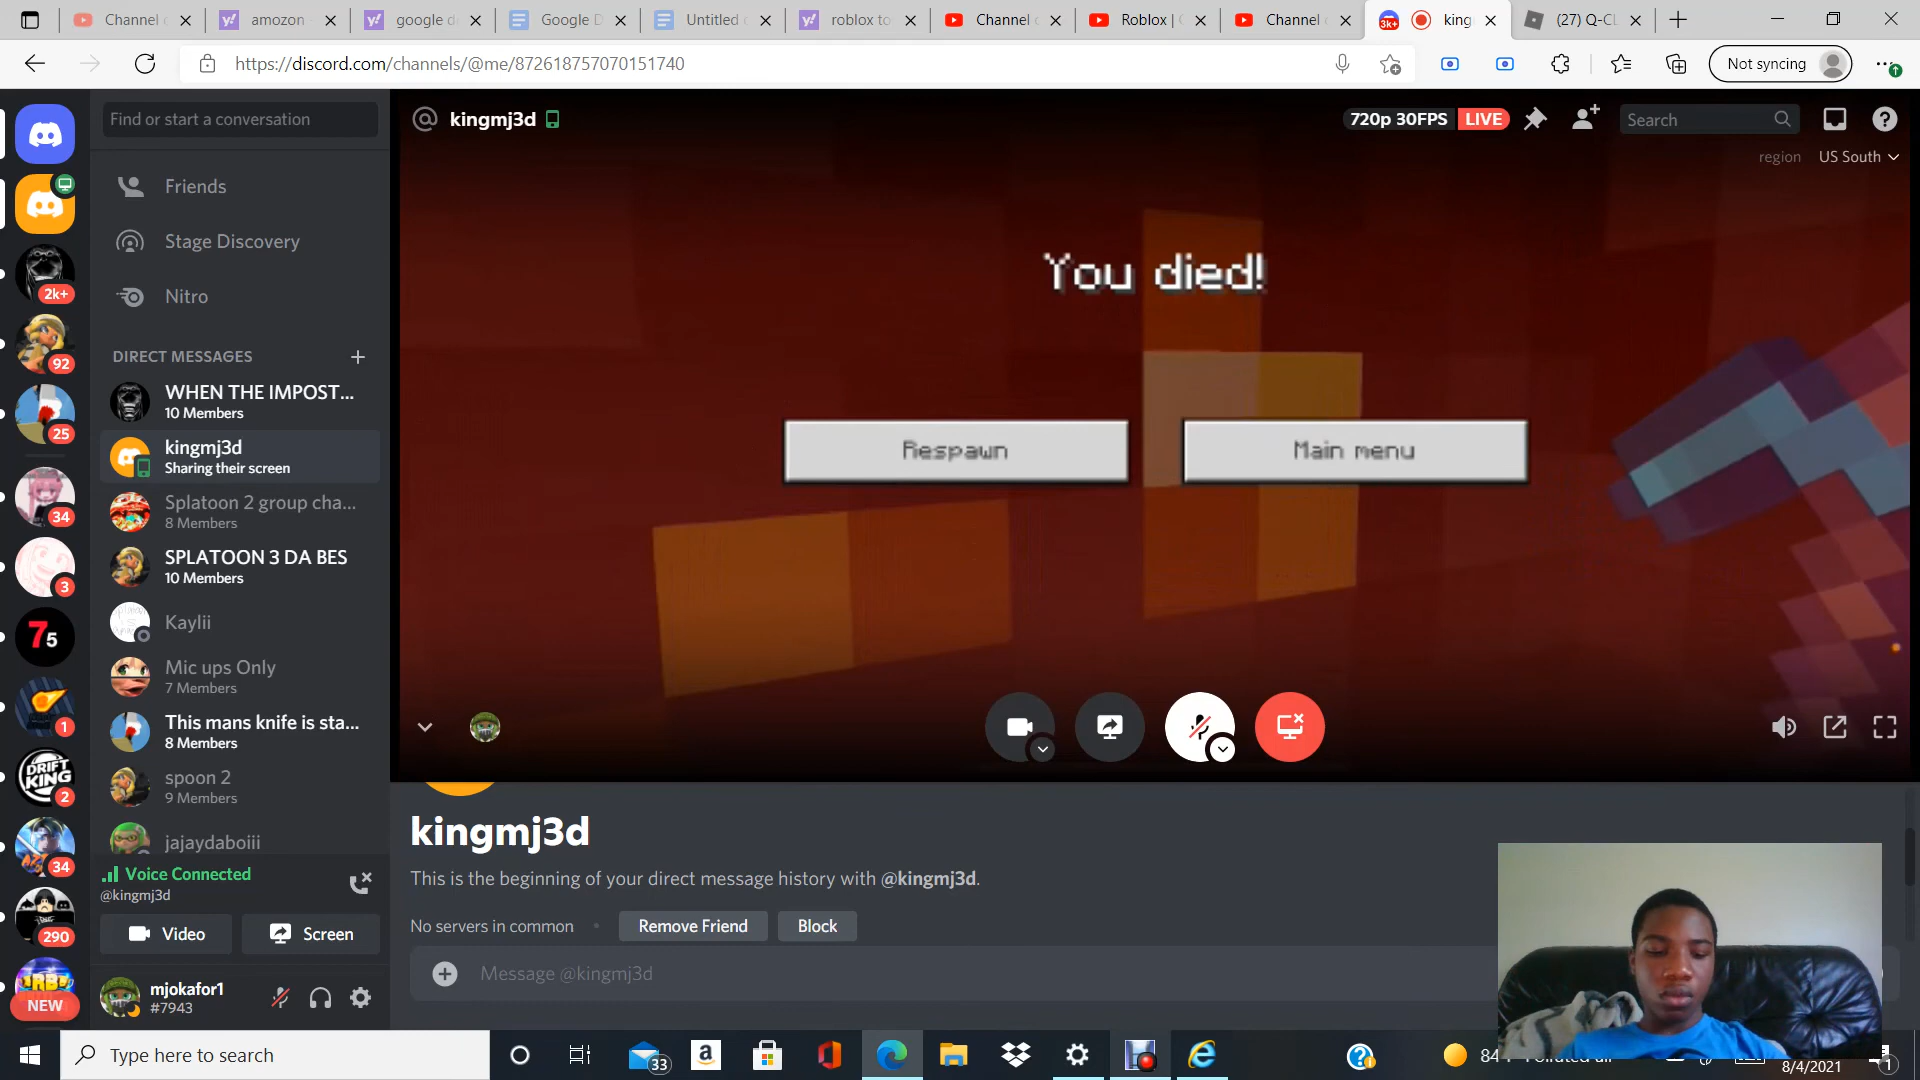 Channel
amazon -
google d
Google D
Untitled
roblox to
Channel
Roblox |
Channel
3k+
king
(27) Q-CL
https://discord.com/channels/@me/872618757070151740
Not syncing
Find or start a conversation
kingmj3d
720p 30FPS
LIVE
Search
region
US South
Friends
Stage Discovery
Nitro
DIRECT MESSAGES
2k+
92
25
34
3
75
1
DRIFT
KING
2
34
290
NEW
WHEN THE IMPOST...
10 Members
kingmj3d
Sharing their screen
Splatoon 2 group cha...
8 Members
SPLATOON 3 DA BES
10 Members
Kaylii
Mic ups Only
7 Members
This mans knife is sta...
8 Members
spoon 2
9 Members
jajaydaboiii
You died!
Respawn
Main menu
Voice Connected
@kingmj3d
Video
Screen
mjokafor1
#7943
kingmj3d
This is the beginning of your direct message history with @kingmj3d.
No servers in common
Remove Friend
Block
Message @kingmj3d
Type here to search
33
8/4/2021
1